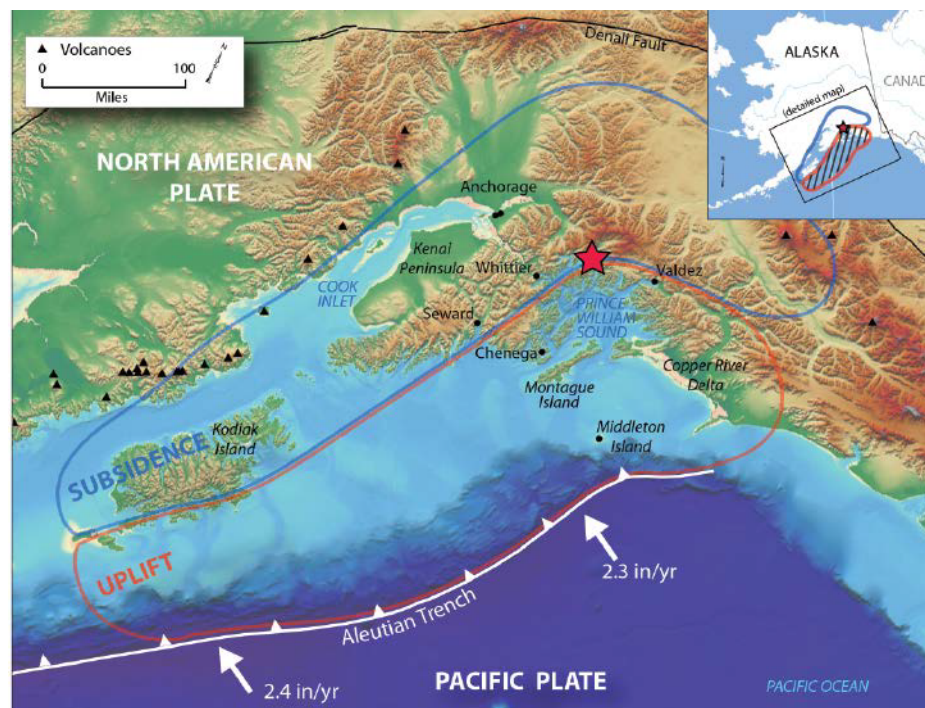 Volcanoes
0 100
Miles
N
Denali Fault
ALASKA
CANAD
(detailed map)
NORTH AMERICAN
PLATE
Anchorage
Kenai
Peninsula
Whittier
Valdez
COOK
INLET
PRINCE
WILLIAM
SOUND
Seward
Chenega
Copper River
Delta
Montague
Island
Kodiak
Island
Middleton
Island
SUBSIDENCE
UPLIFT
2.3 in/yr
Aleutian Trench
2.4 in/yr
PACIFIC PLATE
PACIFIC OCEAN